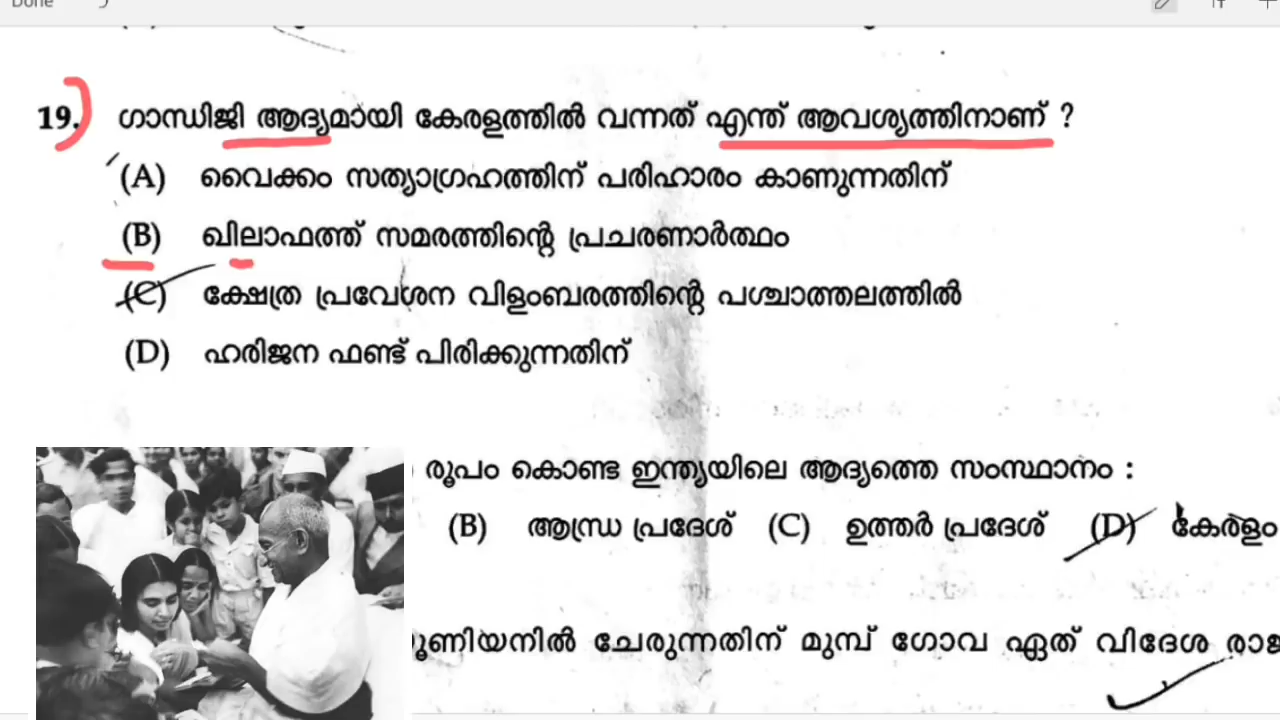 Done
19. ഗാന്ധിജി ആദ്യമായി കേരളത്തിൽ വന്നത് എന്ത് ആവശ്യത്തിനാണ് ?
(A) വൈക്കം സത്യാഗ്രഹത്തിന് പരിഹാരം കാണുന്നതിന്
(B) ഖിലാഫത്ത് സമരത്തിന്റെ പ്രചരണാർത്ഥം
(C) ക്ഷേത്ര പ്രവേശന വിളംബരത്തിന്റെ പശ്ചാത്തലത്തിൽ
(D) ഹരിജന ഫണ്ട് പിരിക്കുന്നതിന്
രൂപം കൊണ്ട ഇന്ത്യയിലെ ആദ്യത്തെ സംസ്ഥാനം :
(B) ആന്ധ്ര പ്രദേശ് (C) ഉത്തർ പ്രദേശ് (D) കേരളം
ചേരുന്നതിന് മുമ്പ് ഗോവ ഏത് വിദേശ